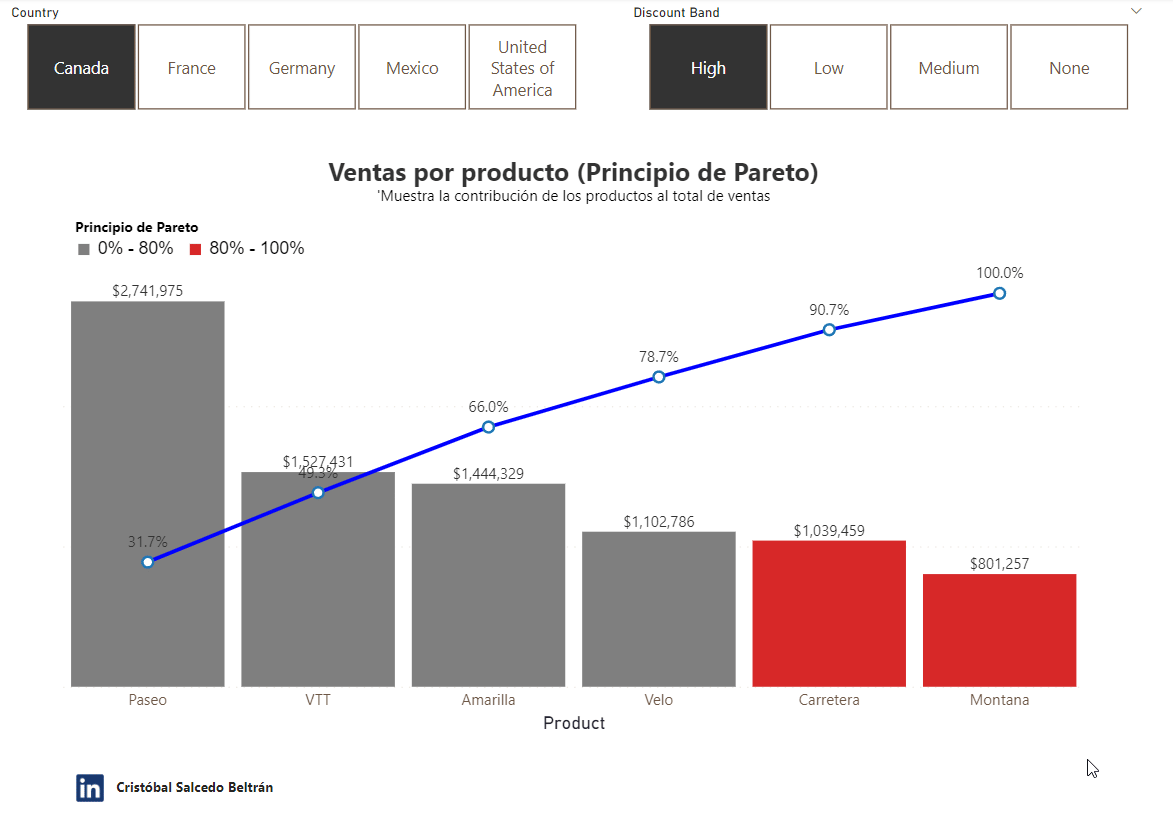 Country
Discount Band
Canada
France
Germany
Mexico
United
States of
America
High
Low
Medium
None
Ventas por producto (Principio de Pareto)
'Muestra la contribución de los productos al total de ventas
Principio de Pareto
0% - 80%
80% - 100%
100.0%
$2,741,975
90.7%
78.7%
66.0%
$1,527,431
49.3%
$1,444,329
$1,102,786
$1,039,459
31.7%
$801,257
Paseo
VTT
Amarilla
Velo
Carretera
Montana
Product
in
Cristóbal Salcedo Beltrán